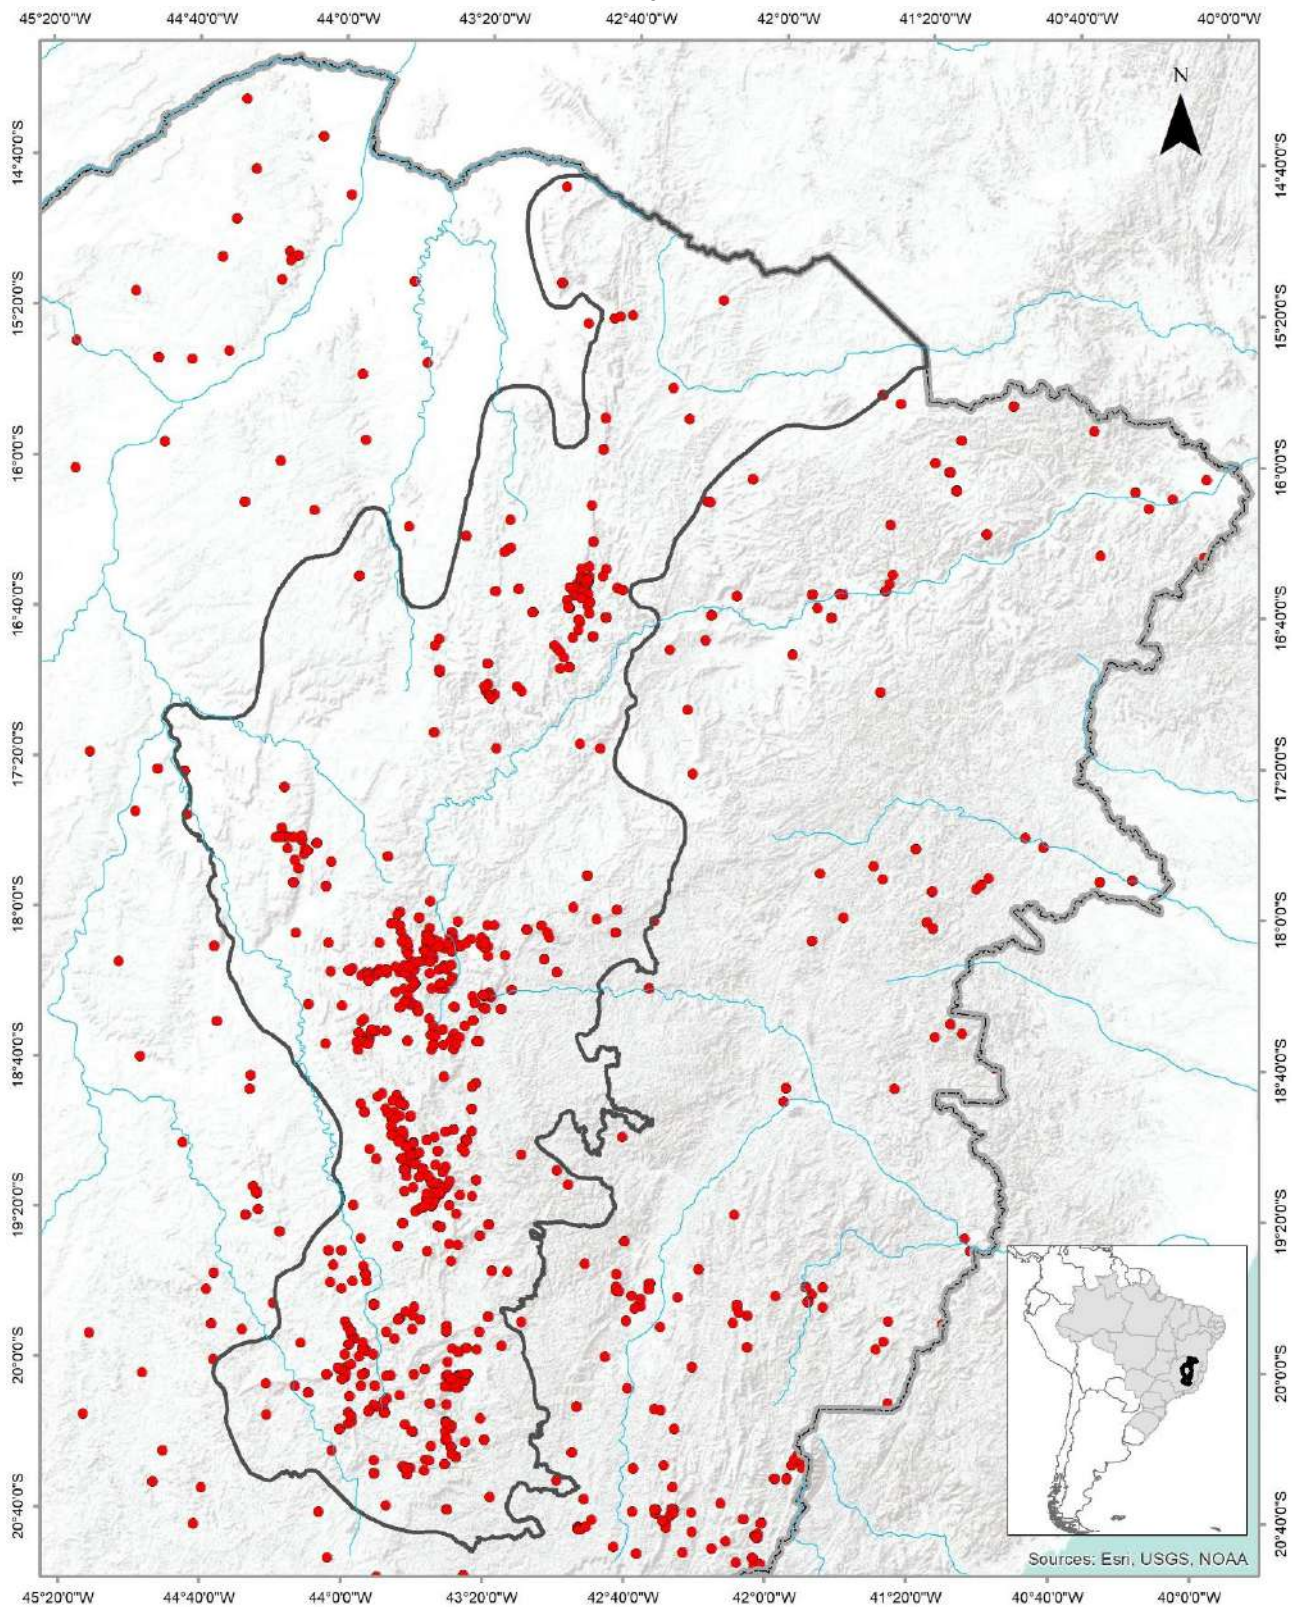 45°20'0"W 44°40'0"W 44°0'0"W 43°20'0"W 42°40'0"W 42°0'0"W 41°20'0"W 40°40'0"W 40°0'0"W
N
14°40'0"S 14°40'0"S
15°20'0"S 15°20'0"S
16°0'0"S 16°0'0"S
16°40'0"S 16°40'0"S
17°20'0"S 17°20'0"S
18°0'0"S 18°0'0"S
18°40'0"S 18°40'0"S
19°20'0"S 19°20'0"S
20°0'0"S 20°0'0"S
20°40'0"S 20°40'0"S
Sources: Esri, USGS, NOAA
45°20'0"W 44°40'0"W 44°0'0"W 43°20'0"W 42°40'0"W 42°0'0"W 41°20'0"W 40°40'0"W 40°0'0"W